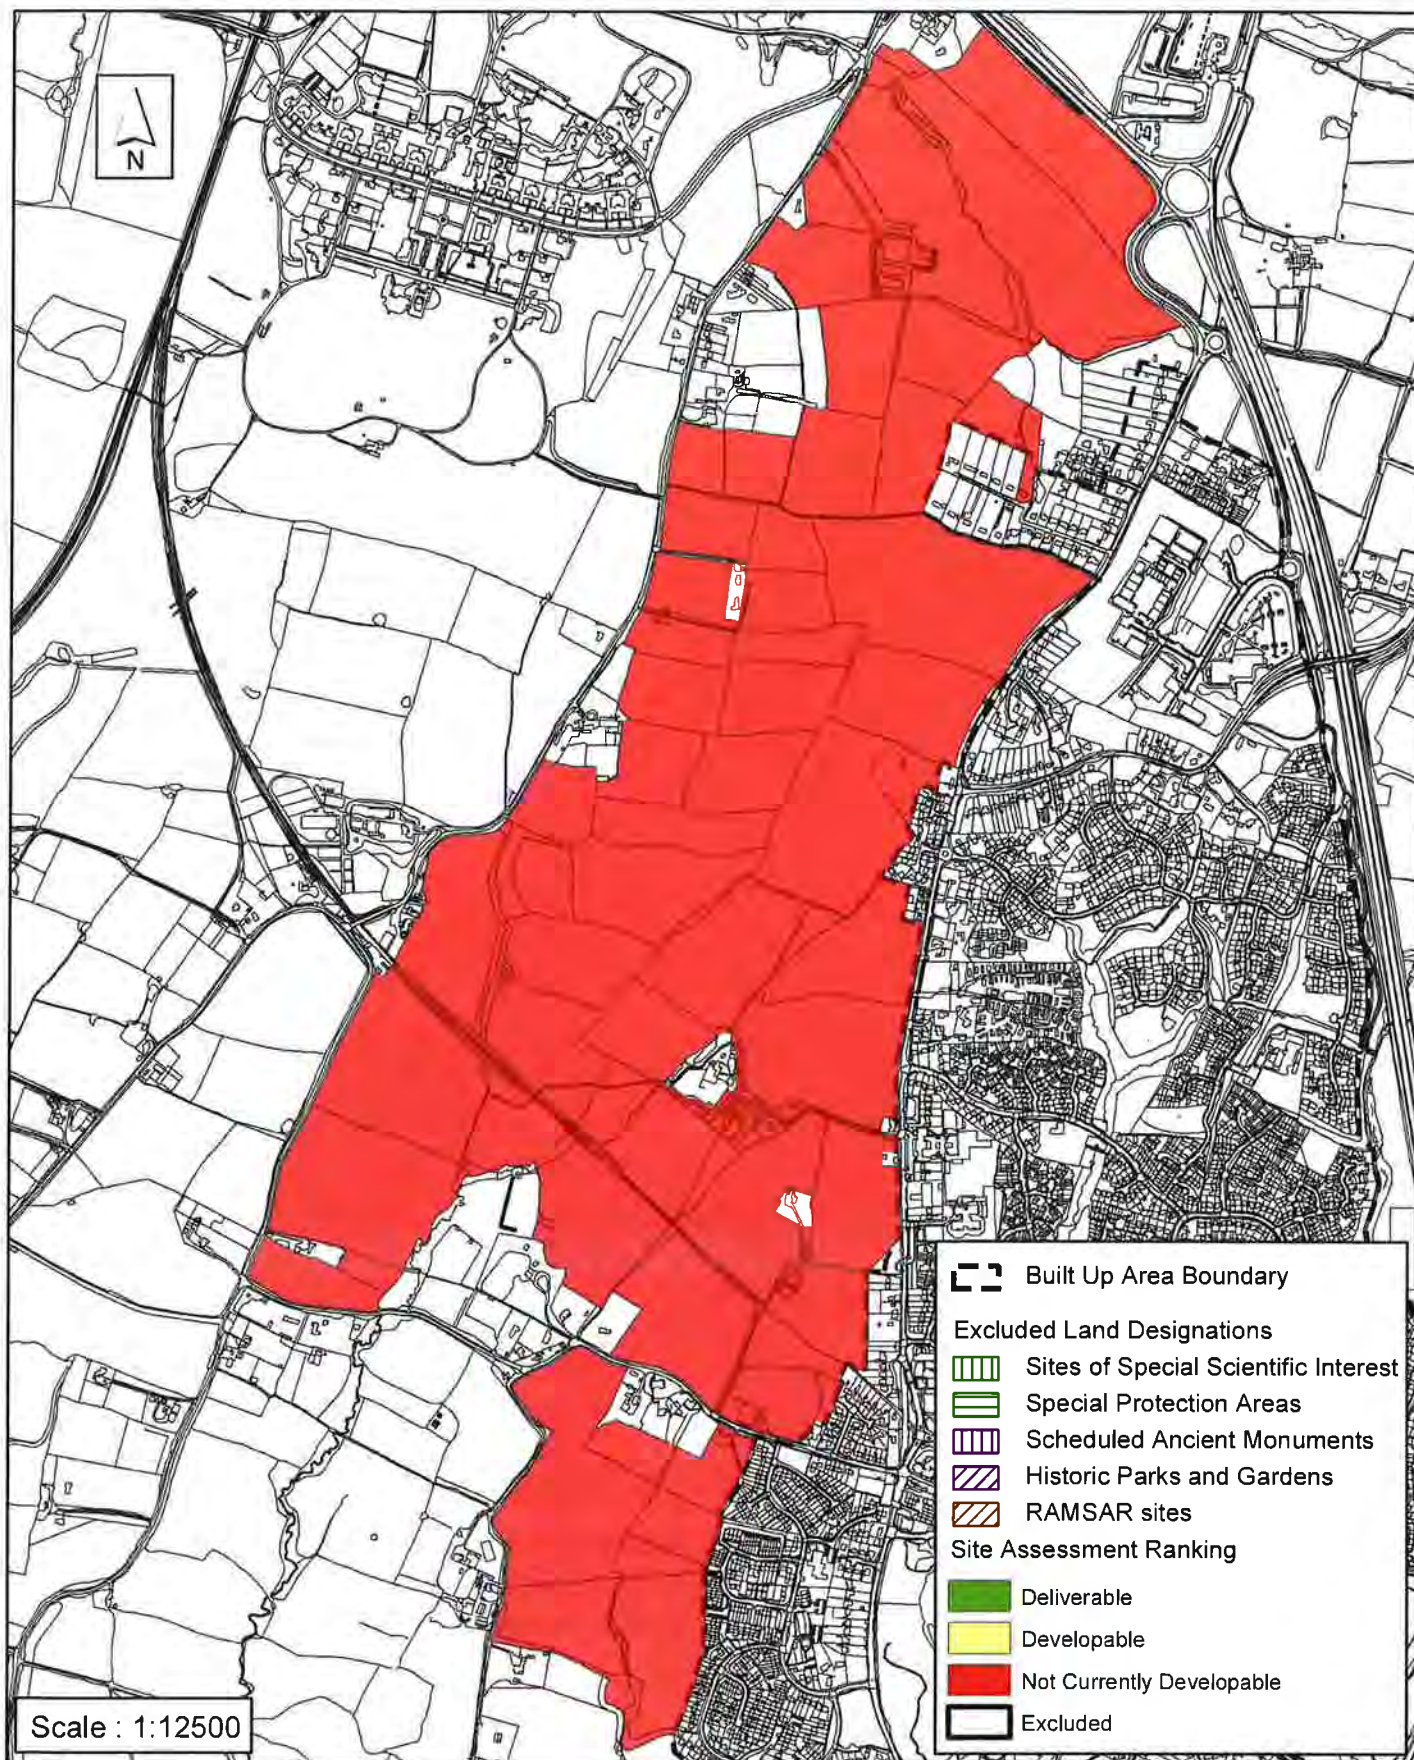 N
Built Up Area Boundary
Excluded Land Designations
Sites of Special Scientific Interest
Special Protection Areas
Scheduled Ancient Monuments
Historic Parks and Gardens
RAMSAR sites
Site Assessment Ranking
Deliverable
Developable
Not Currently Developable
Excluded
Scale : 1:12500